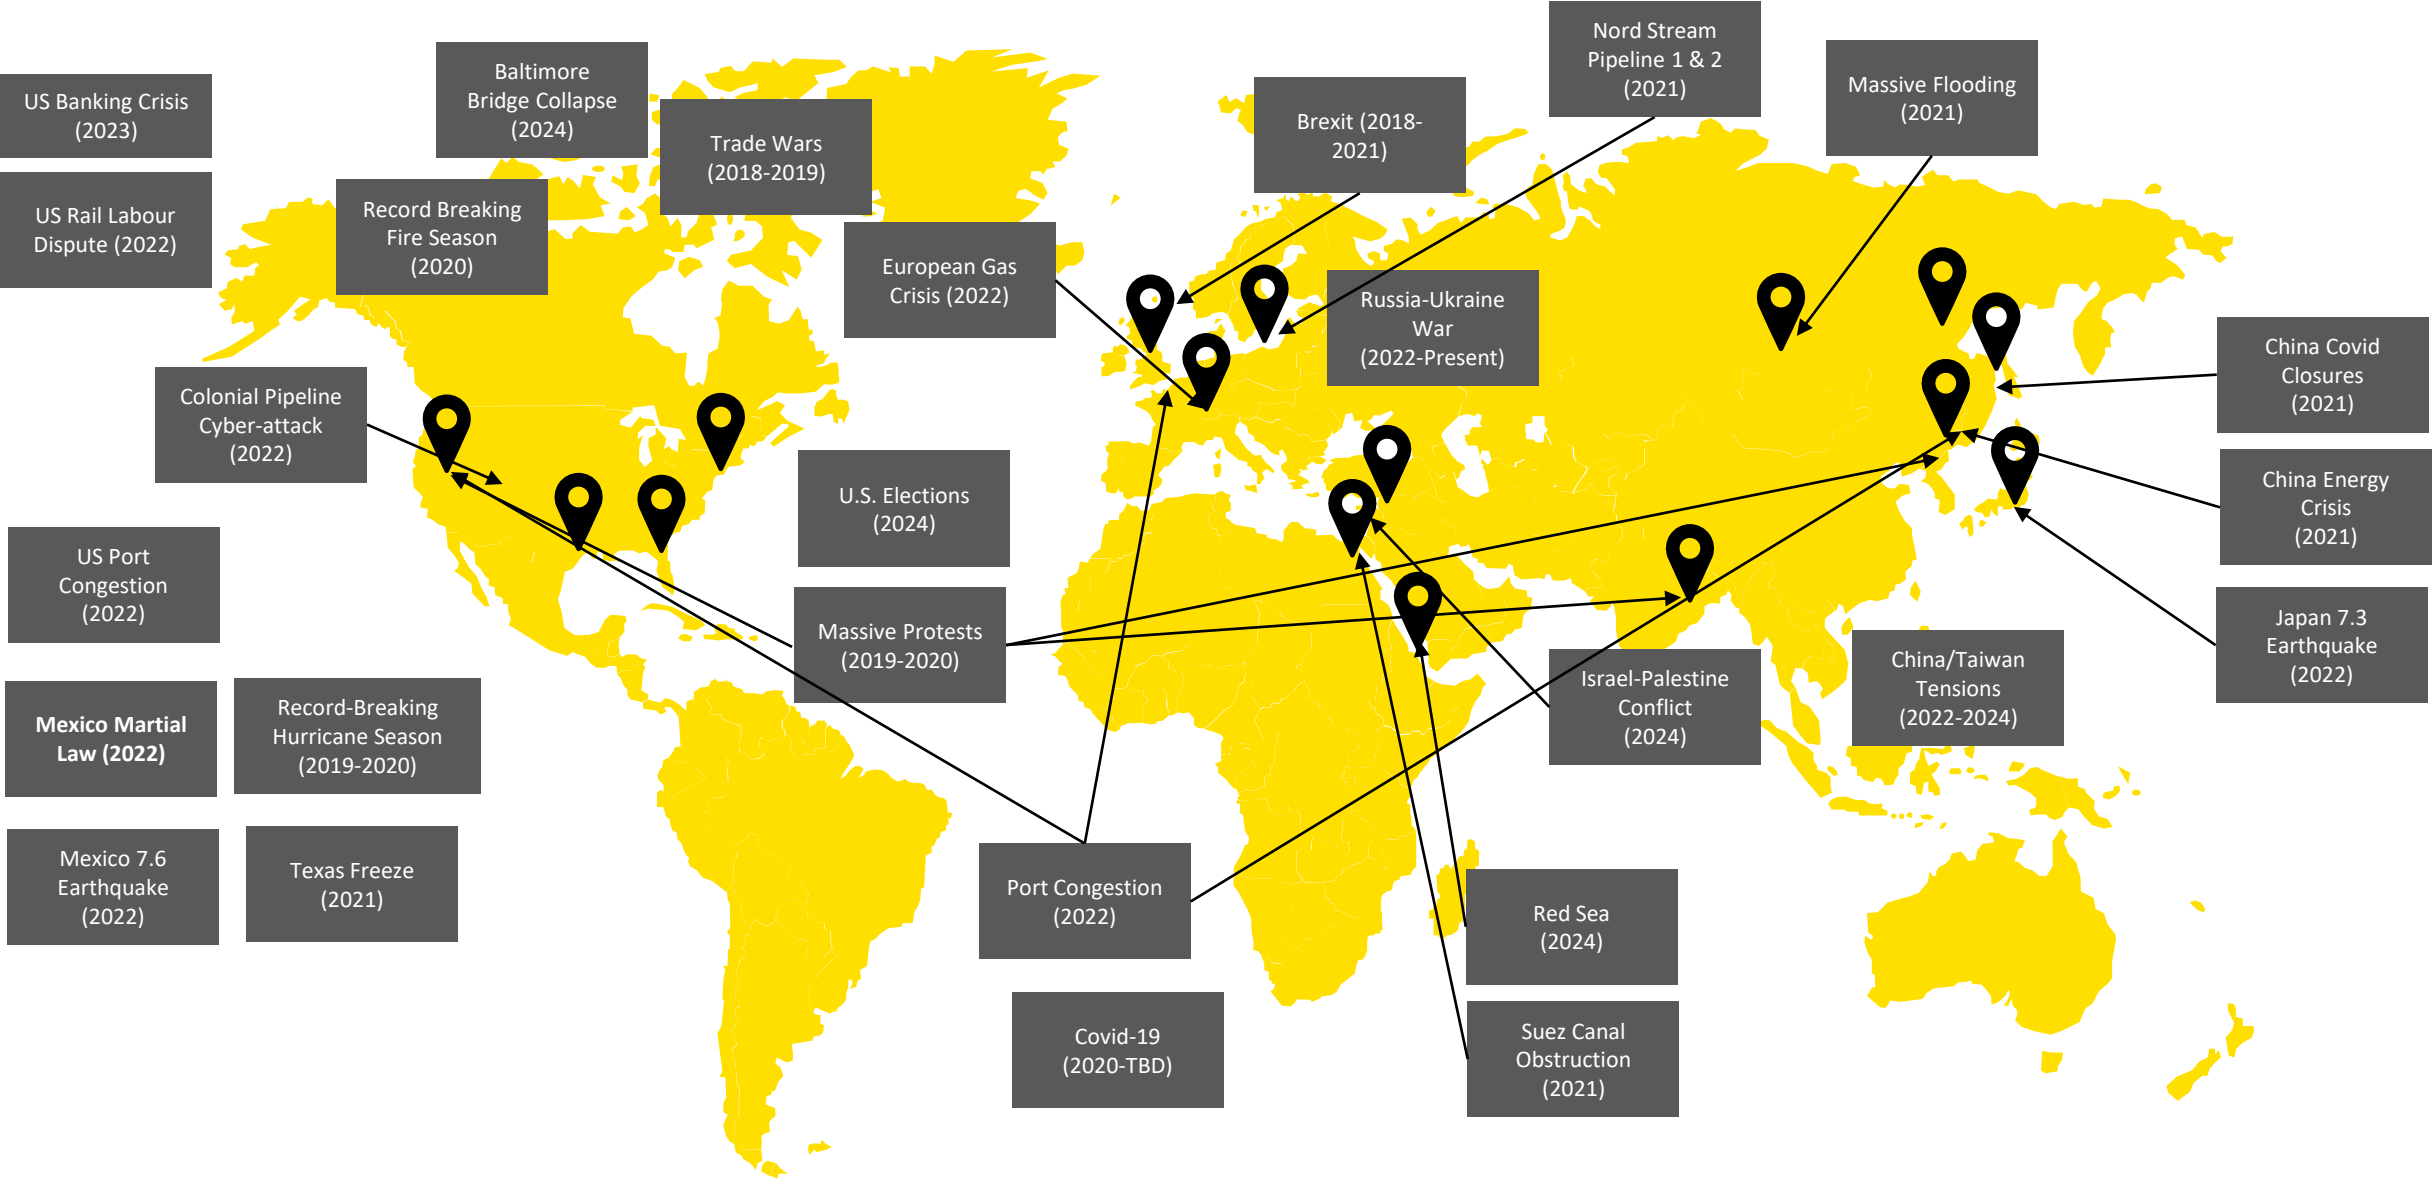 Nord Stream
Pipeline 1 & 2
(2021)
Baltimore
Bridge Collapse
(2024)
Massive Flooding
(2021)
US Banking Crisis
(2023)
Trade Wars
(2018-2019)
Brexit (2018-
2021)
US Rail Labour
Dispute (2022)
Record Breaking
Fire Season
(2020)
European Gas
Crisis (2022)
Russia-Ukraine
War
(2022-Present)
China Covid
Closures
(2021)
Colonial Pipeline
Cyber-attack
(2022)
U.S. Elections
(2024)
China Energy
Crisis
(2021)
US Port
Congestion
(2022)
Massive Protests
(2019-2020)
Japan 7.3
Earthquake
(2022)
Israel-Palestine
Conflict
(2024)
China/Taiwan
Tensions
(2022-2024)
Mexico Martial
Law (2022)
Record-Breaking
Hurricane Season
(2019-2020)
Mexico 7.6
Earthquake
(2022)
Texas Freeze
(2021)
Port Congestion
(2022)
Red Sea
(2024)
Covid-19
(2020-TBD)
Suez Canal
Obstruction
(2021)